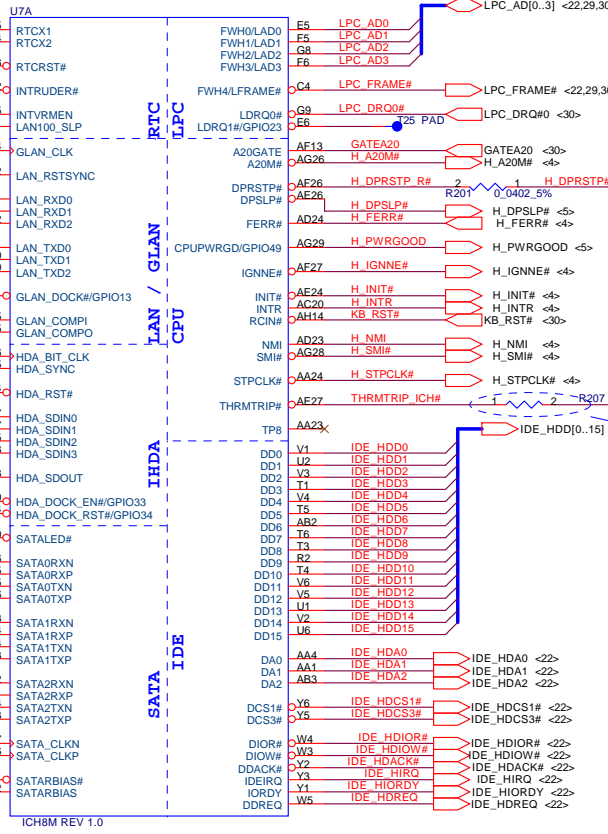 U7A
LPC_AD[0..3] <22,29,30
RTCX1 FWH0/LAD0 E5 LPC_AD0
RTCX2 FWH1/LAD1 F5 LPC_AD1
FWH2/LAD2 G8 LPC_AD2
RTCRST# FWH3/LAD3 F6 LPC_AD3
INTRUDER# FWH4/LFRAME# C4 LPC_FRAME# LPC_FRAME# <22,29,30
INTVRMEN LDRQ0# G9 LPC_DRQ0# LPC_DRQ#0 <30>
LAN100_SLP LDRQ1#/GPIO23 E6 T25 PAD
RTC LPC
GLAN_CLK A20GATE AF13 GATEA20 GATEA20 <30>
A20M# AG26 H_A20M# H_A20M# <4>
LAN_RSTSYNC
DPRSTP# AF26 H_DPRSTP_R# 2 1 H_DPRSTP#
R201 0_0402_5%
LAN_RXD0 DPSLP# AE26 H_DPSLP# H_DPSLP# <5>
LAN_RXD1
LAN_RXD2 FERR# AD24 H_FERR# H_FERR# <4>
LAN_TXD0 CPUPWRGD/GPIO49 AG29 H_PWRGOOD H_PWRGOOD <5>
LAN_TXD1
LAN_TXD2 IGNNE# AF27 H_IGNNE# H_IGNNE# <4>
LAN / GLAN CPU
GLAN_DOCK#/GPIO13 INIT# AE24 H_INIT# H_INIT# <4>
INTR AC20 H_INTR H_INTR <4>
GLAN_COMPI RCIN# AH14 KB_RST# KB_RST# <30>
GLAN_COMPO
NMI AD23 H_NMI H_NMI <4>
HDA_BIT_CLK SMI# AG28 H_SMI# H_SMI# <4>
HDA_SYNC
STPCLK# AA24 H_STPCLK# H_STPCLK# <4>
HDA_RST#
THRMTRIP# AE27 THRMTRIP_ICH# 1 2 R207
HDA_SDIN0
HDA_SDIN1 TP8 AA23 IDE_HDD[0..15]
HDA_SDIN2
HDA_SDIN3 DD0 V1 IDE_HDD0
DD1 U2 IDE_HDD1
HDA_SDOUT DD2 V3 IDE_HDD2
DD3 T1 IDE_HDD3
HDA_DOCK_EN#/GPIO33 DD4 V4 IDE_HDD4
HDA_DOCK_RST#/GPIO34 DD5 T5 IDE_HDD5
IHDA
DD6 AB2 IDE_HDD6
SATALED# DD7 T6 IDE_HDD7
DD8 T3 IDE_HDD8
SATA0RXN DD9 R2 IDE_HDD9
SATA0RXP DD10 T4 IDE_HDD10
SATA0TXN DD11 V6 IDE_HDD11
SATA0TXP DD12 V5 IDE_HDD12
DD13 U1 IDE_HDD13
SATA1RXN DD14 V2 IDE_HDD14
SATA1RXP DD15 U6 IDE_HDD15
SATA1TXN
SATA1TXP DA0 AA4 IDE_HDA0 IDE_HDA0 <22>
DA1 AA1 IDE_HDA1 IDE_HDA1 <22>
SATA2RXN DA2 AB3 IDE_HDA2 IDE_HDA2 <22>
SATA2RXP
SATA2TXN DCS1# Y6 IDE_HDCS1# IDE_HDCS1# <22>
SATA2TXP DCS3# Y5 IDE_HDCS3# IDE_HDCS3# <22>
SATA IDE
SATA_CLKN DIOR# W4 IDE_HDIOR# IDE_HDIOR# <22>
SATA_CLKP DIOW# W3 IDE_HDIOW# IDE_HDIOW# <22>
DDACK# Y2 IDE_HDACK# IDE_HDACK# <22>
SATARBIAS# IDEIRQ Y3 IDE_HIRQ IDE_HIRQ <22>
SATARBIAS IORDY Y1 IDE_HIORDY IDE_HIORDY <22>
DDREQ W5 IDE_HDREQ IDE_HDREQ <22>
ICH8M REV 1.0